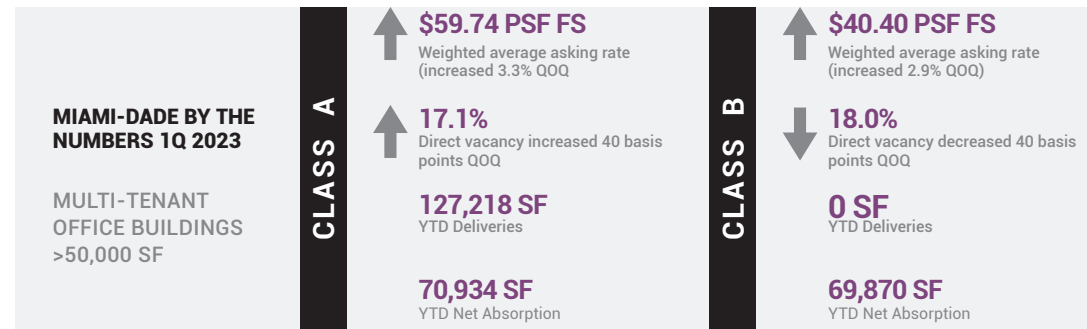 MIAMI-DADE BY THE
NUMBERS 1Q 2023
MULTI-TENANT
OFFICE BUILDINGS
>50,000 SF
CLASS A
$59.74 PSF FS
Weighted average asking rate
(increased 3.3% QOQ
17.1%
Direct vacancy increased 40 basis
points QOQ
127,218 SF
YTD Deliveries
70,934 SF
YTD Net Absorption
CLASS B
$40.40 PSF FS
Weighted average asking rate
(increased 2.9% QOQ)
18.0%
Direct vacancy decreased 40 basis
points QOQ
0 SF
YTD Deliveries
69,870 SF
YTD Net Absorption